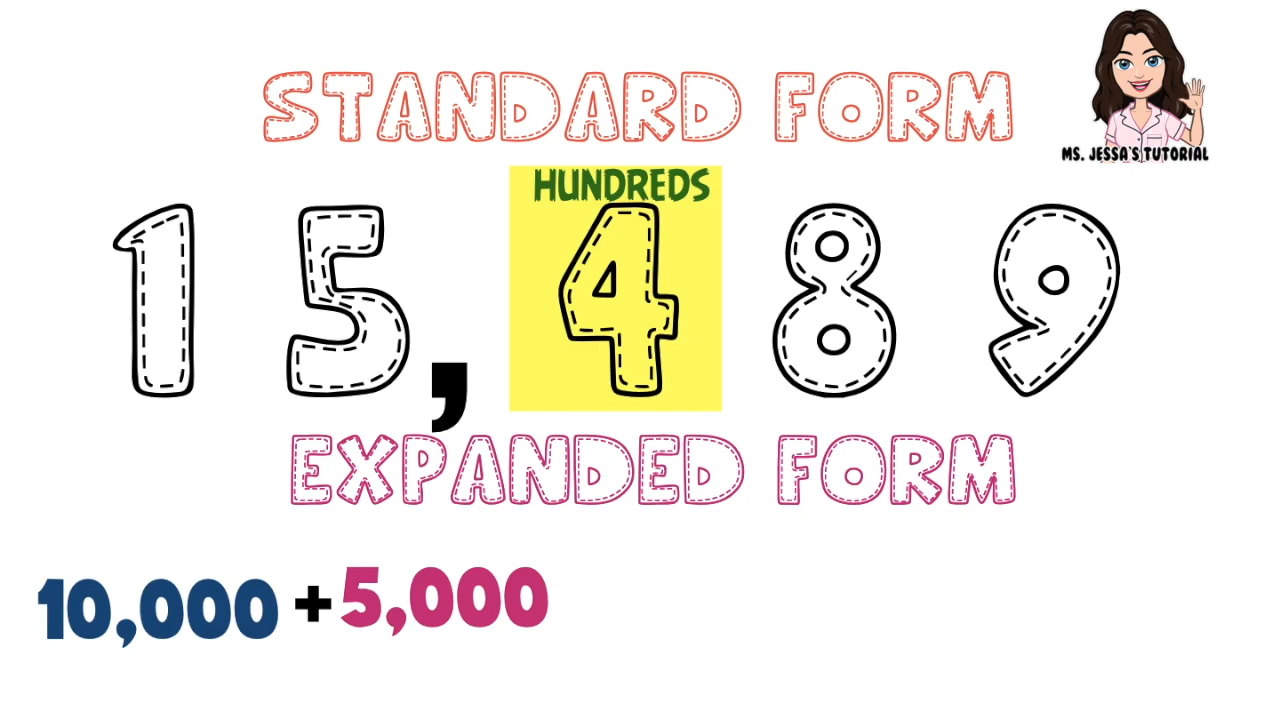 STANDARD FORM
MS. JESSA'S TUTORIAL
HUNDREDS
15,489
EXPANDED FORM
10,000 + 5,000